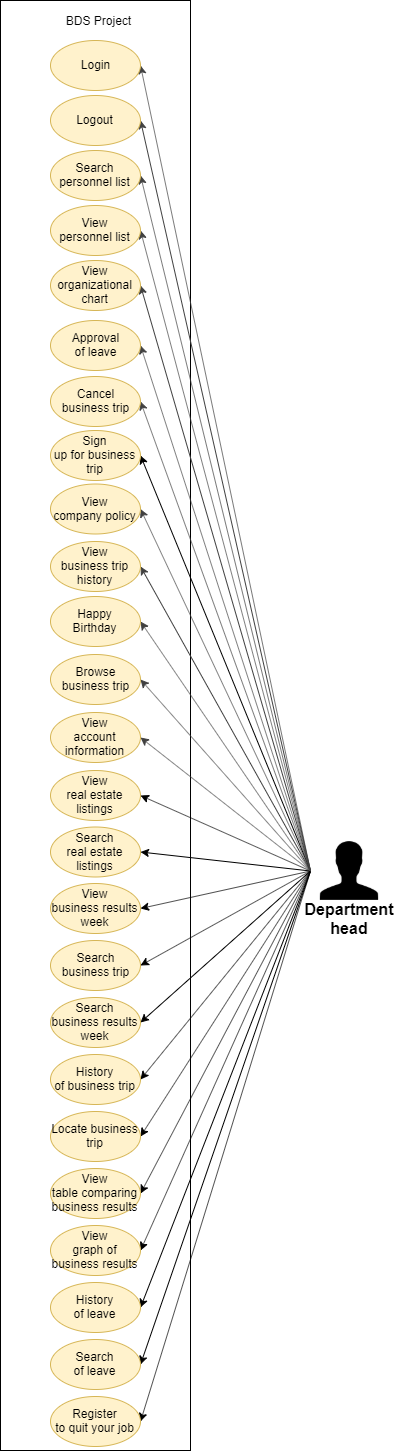 BDS Project
Login
Logout
Search
personnel list
View
personnel list
View
organizational
chart
Approval
of leave
Cancel
business trip
Sign
up for business
trip
View
company policy
View
business trip
history
Happy
Birthday
Browse
business trip
View
account
information
View
real estate
listings
Search
real estate
listings
View
business results
week
Search
business trip
Search
business results
week
History
of business trip
Locate business
trip
View
table comparing
business results
View
graph of
business results
History
of leave
Search
of leave
Register
to quit your job
Department
head